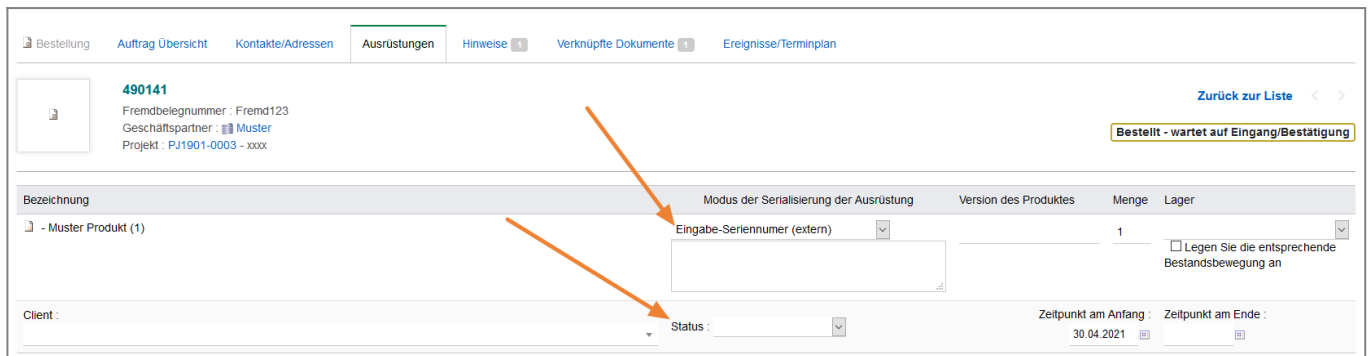 Bestellung Auftrag Übersicht Kontakte/Adressen Ausrüstungen Hinweise 1 Verknüpfte Dokumente 1 Ereignisse/Terminplan
490141
Zurück zur Liste
Fremdbelegnummer : Fremd123
Geschäftspartner : Muster
Bestellt - wartet auf Eingang/Bestätigung
Projekt : PJ1901-0003 - xxxx
Bezeichnung Modus der Serialisierung der Ausrüstung Version des Produktes Menge Lager
- Muster Produkt (1) Eingabe-Seriennumer (extern) 1
Legen Sie die entsprechende
Bestandsbewegung an
Client : Status : Zeitpunkt am Anfang : Zeitpunkt am Ende :
30.04.2021